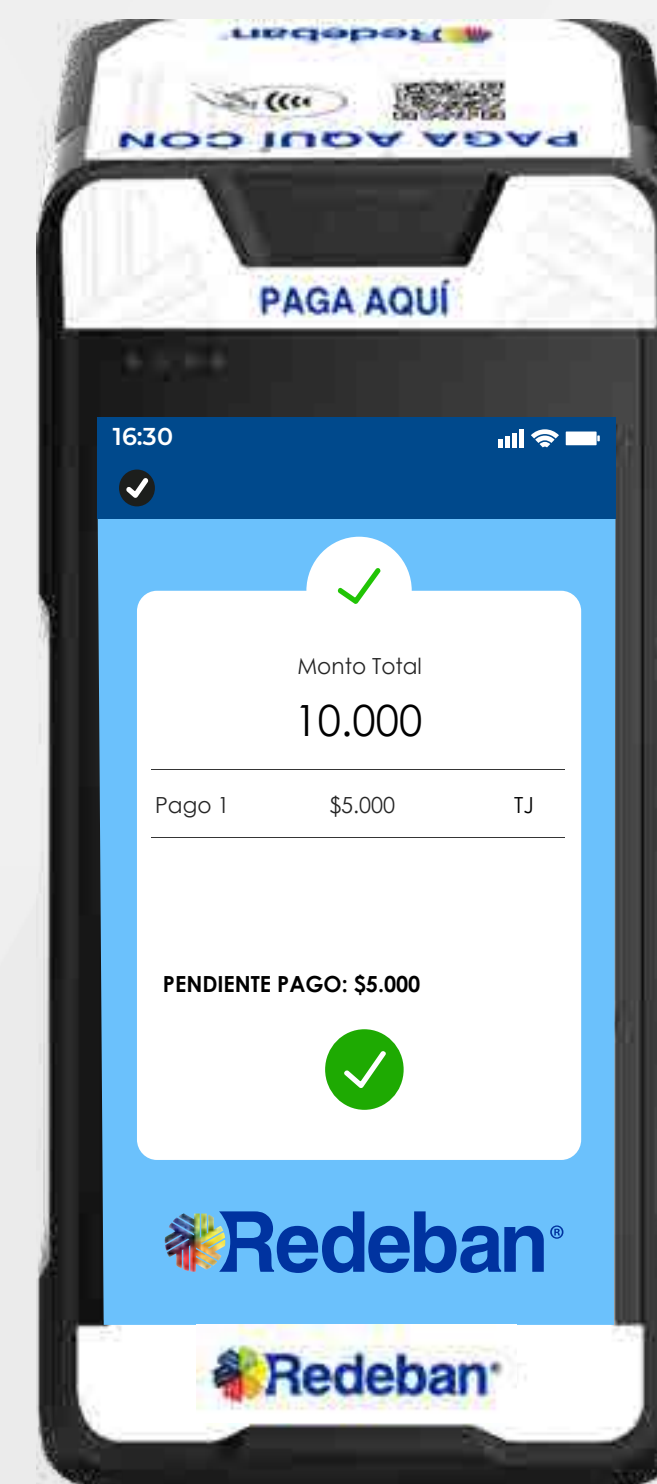 Redeban
PAGA AQUÍ CON
PAGA AQUÍ
16:30
Monto Total
10.000
Pago 1 $5.000 TJ
PENDIENTE PAGO: $5.000
Redeban®
Redeban®